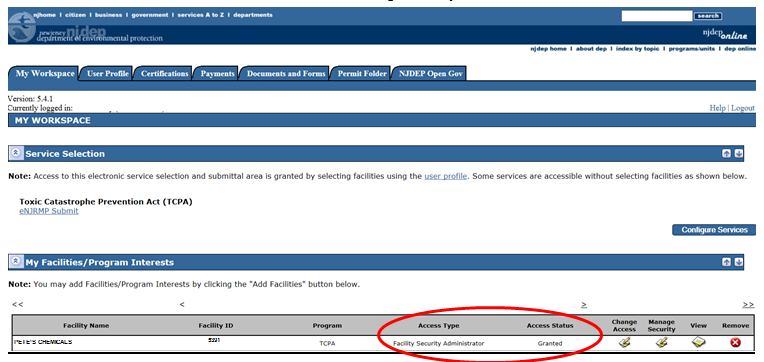 njhome | citizen | business | government | services A to Z | departments
search
new jersey njdep
department of environmental protection
njdep online
njdep home | about dep | index by topic | programs/units | dep online
My Workspace User Profile Certifications Payments Documents and Forms Permit Folder NJDEP Open Gov
Version: 5.4.1
Currently logged in:
Help | Logout
MY WORKSPACE
Service Selection
Note: Access to this electronic service selection and submittal area is granted by selecting facilities using the user profile. Some services are accessible without selecting facilities as shown below.
Toxic Catastrophe Prevention Act (TCPA)
eNJRMP Submit
Configure Services
My Facilities/Program Interests
Note: You may add Facilities/Program Interests by clicking the "Add Facilities" button below.
<< < > >>
Facility Name Facility ID Program Access Type Access Status Change Access Manage Security View Remove
PETE'S CHEMICALS TCPA Facility Security Administrator Granted